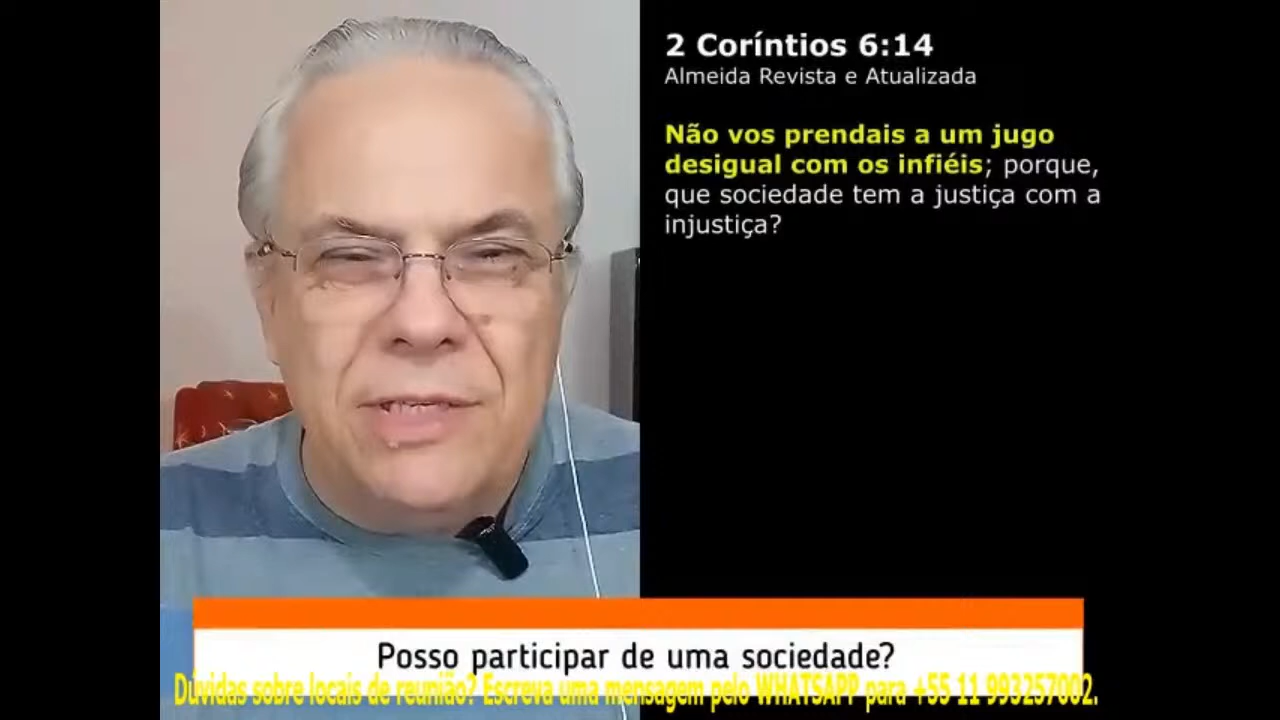 2 Coríntios 6:14
Almeida Revista e Atualizada
Não vos prendais a um jugo
desigual com os infiéis; porque,
que sociedade tem a justiça com a
injustiça?
Posso participar de uma sociedade?
Dúvidas sobre locais de reunião? Escreva uma mensagem pelo WHATSAPP para +55 11 993257002.